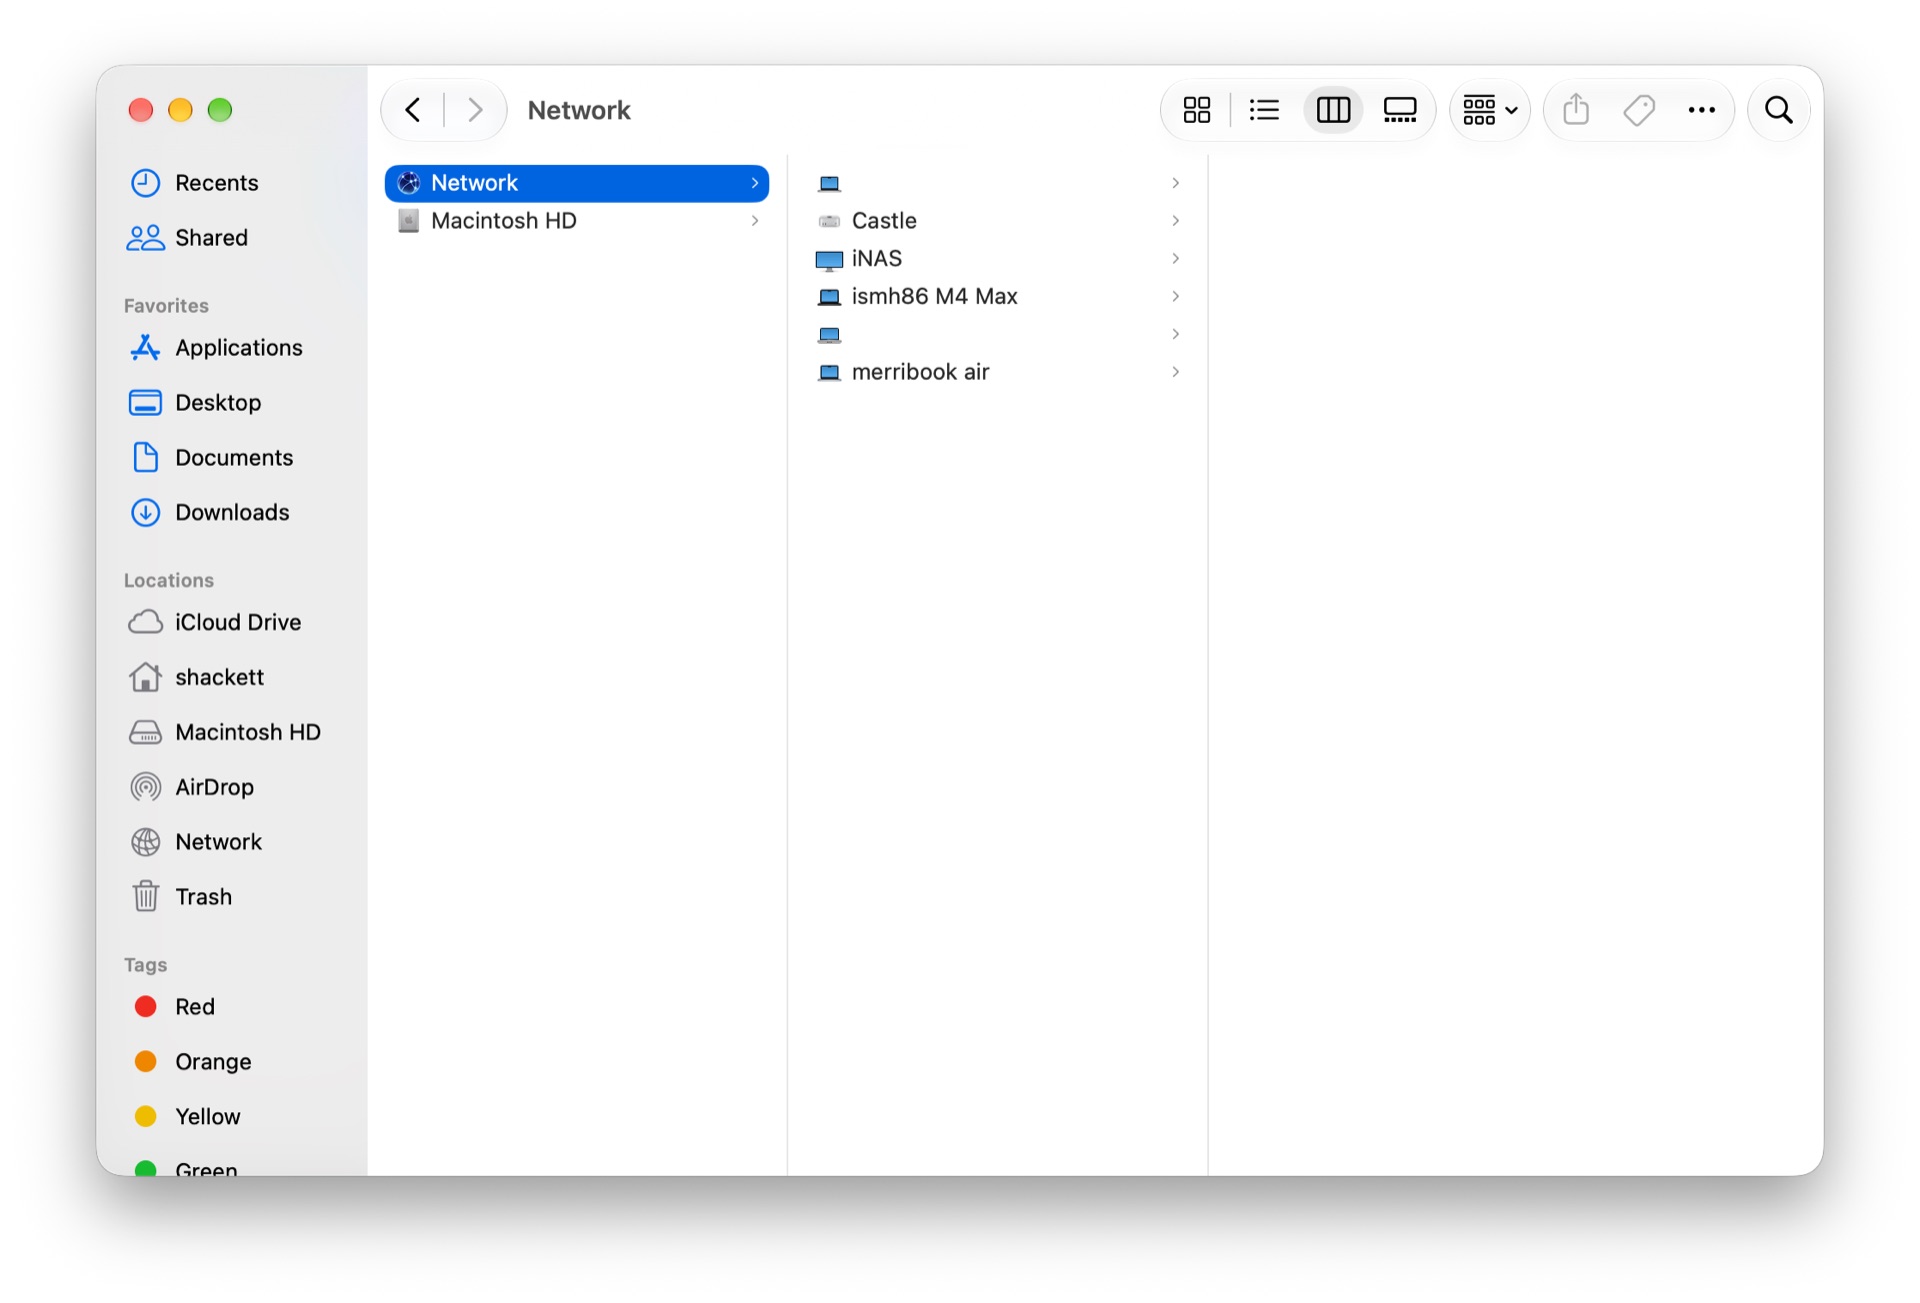 Network
Recents
Shared
Favorites
Applications
Desktop
Documents
Downloads
Locations
iCloud Drive
shackett
Macintosh HD
AirDrop
Network
Trash
Tags
Red
Orange
Yellow
Green
Network
Macintosh HD
Castle
iNAS
ismh86 M4 Max
merribook air